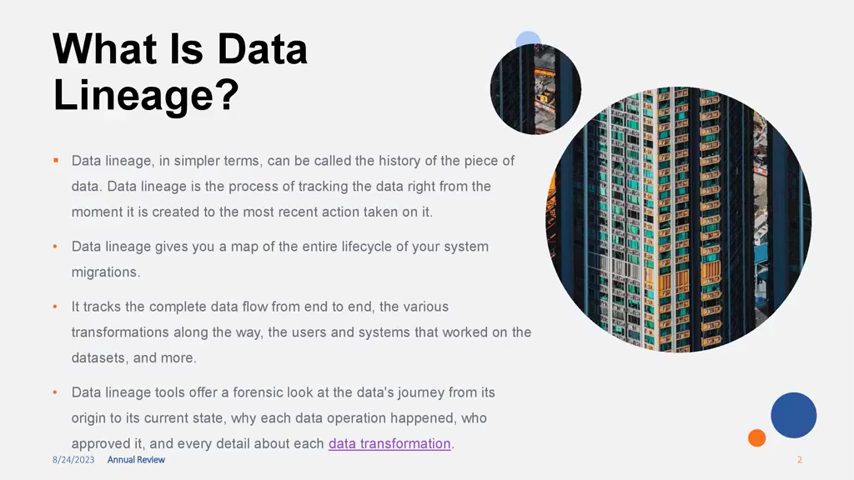 What Is Data
Lineage?
Data lineage, in simpler terms, can be called the history of the piece of
data. Data lineage is the process of tracking the data right from the
moment it is created to the most recent action taken on it.
Data lineage gives you a map of the entire lifecycle of your system
migrations.
It tracks the complete data flow from end to end, the various
transformations along the way, the users and systems that worked on the
datasets, and more.
Data lineage tools offer a forensic look at the data's journey from its
origin to its current state, why each data operation happened, who
approved it, and every detail about each data transformation.
8/24/2023 Annual Review 2